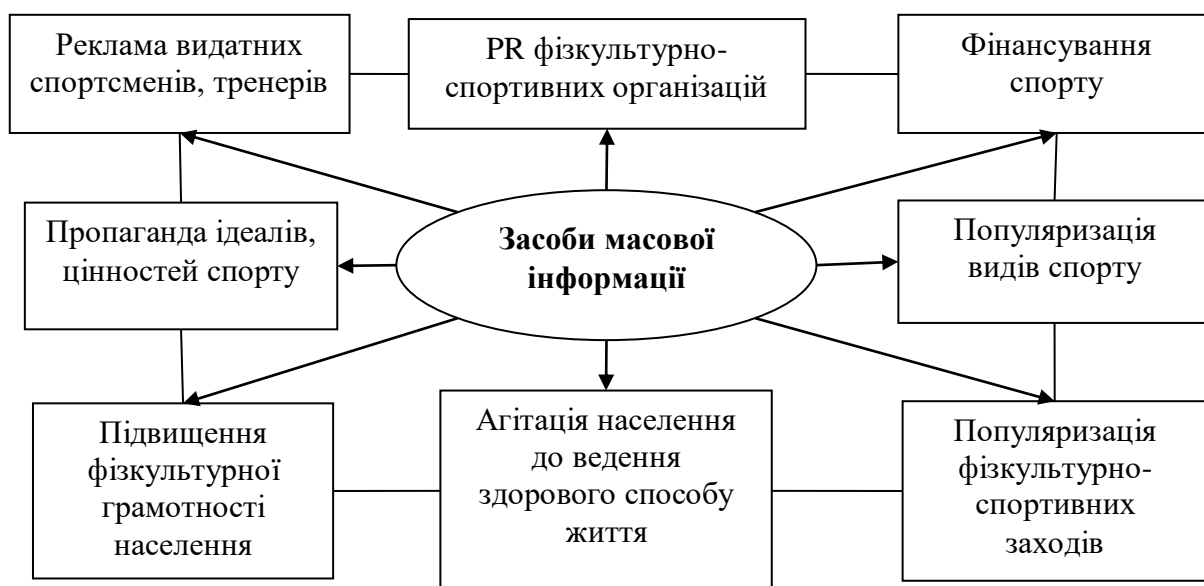 Реклама видатних
спортсменів, тренерів
PR фізкультурно-
спортивних організацій
Фінансування
спорту
Пропаганда ідеалів,
цінностей спорту
Засоби масової
інформації
Популяризація
видів спорту
Підвищення
фізкультурної
грамотності
населення
Агітація населення
до ведення
здорового способу
життя
Популяризація
фізкультурно-
спортивних
заходів